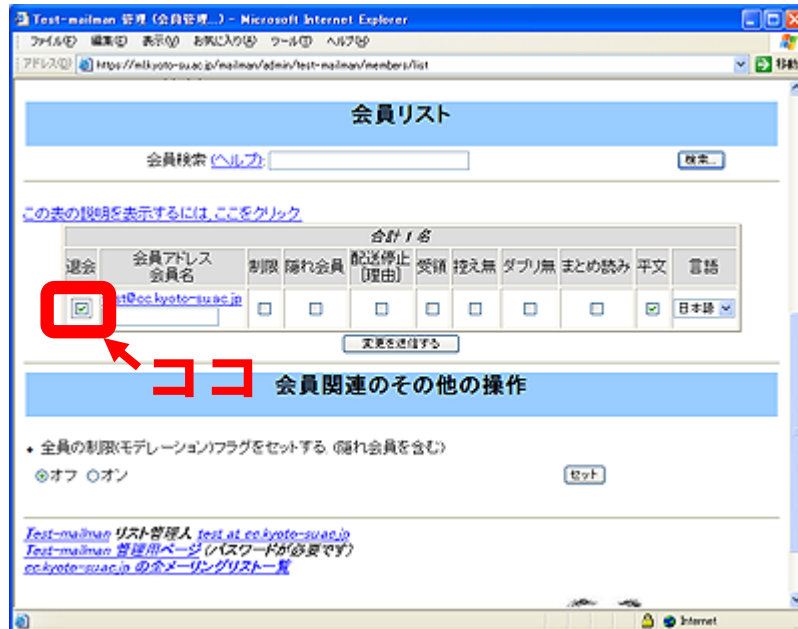 Test-mailman 管理 (会員管理...) - Microsoft Internet Explorer
ファイル(F) 編集(E) 表示(V) お気に入り(A) ツール(T) ヘルプ(H)
アドレス(D) https://ml.kyoto-su.ac.jp/mailman/admin/test-mailman/members/list 移動
会員リスト
会員検索 (ヘルプ): 検索...
この表の説明を表示するには、ここをクリック
合計 1 名
退会 会員アドレス 会員名 制限 隠れ会員 配送停止 [理由] 受領 控え無 ダブリ無 まとめ読み 平文 言語
st@cc.kyoto-su.ac.jp 日本語
変更を送信する
ココ
会員関連のその他の操作
全員の制限(モデレーション)フラグをセットする. (隠れ会員を含む)
オフ オン セット
Test-mailman リスト管理人 test at cc.kyoto-su.ac.jp
Test-mailman 管理用ページ (パスワードが必要です)
cc.kyoto-su.ac.jp の全メーリングリスト一覧
Internet